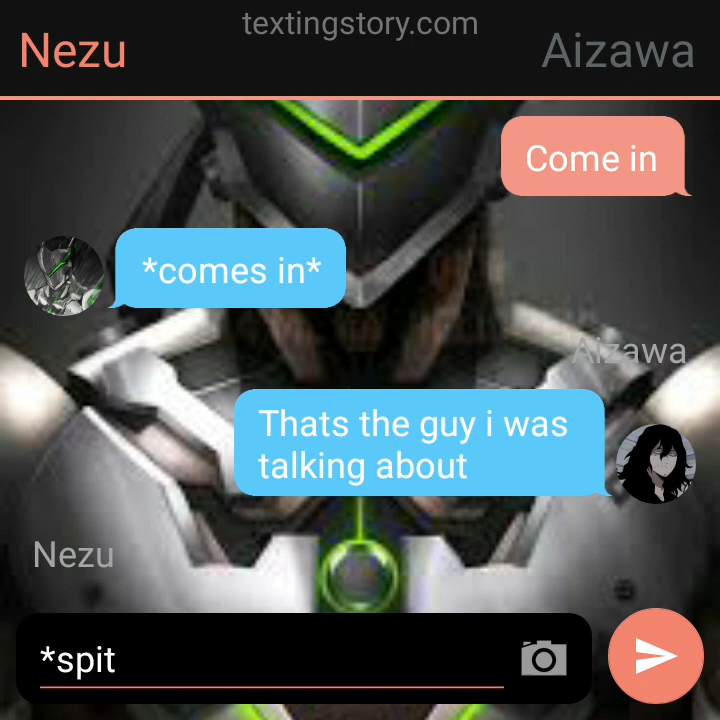 textingstory.com
Nezu
Aizawa
Come in
*comes in*
Aizawa
Thats the guy i was
talking about
Nezu
*spit